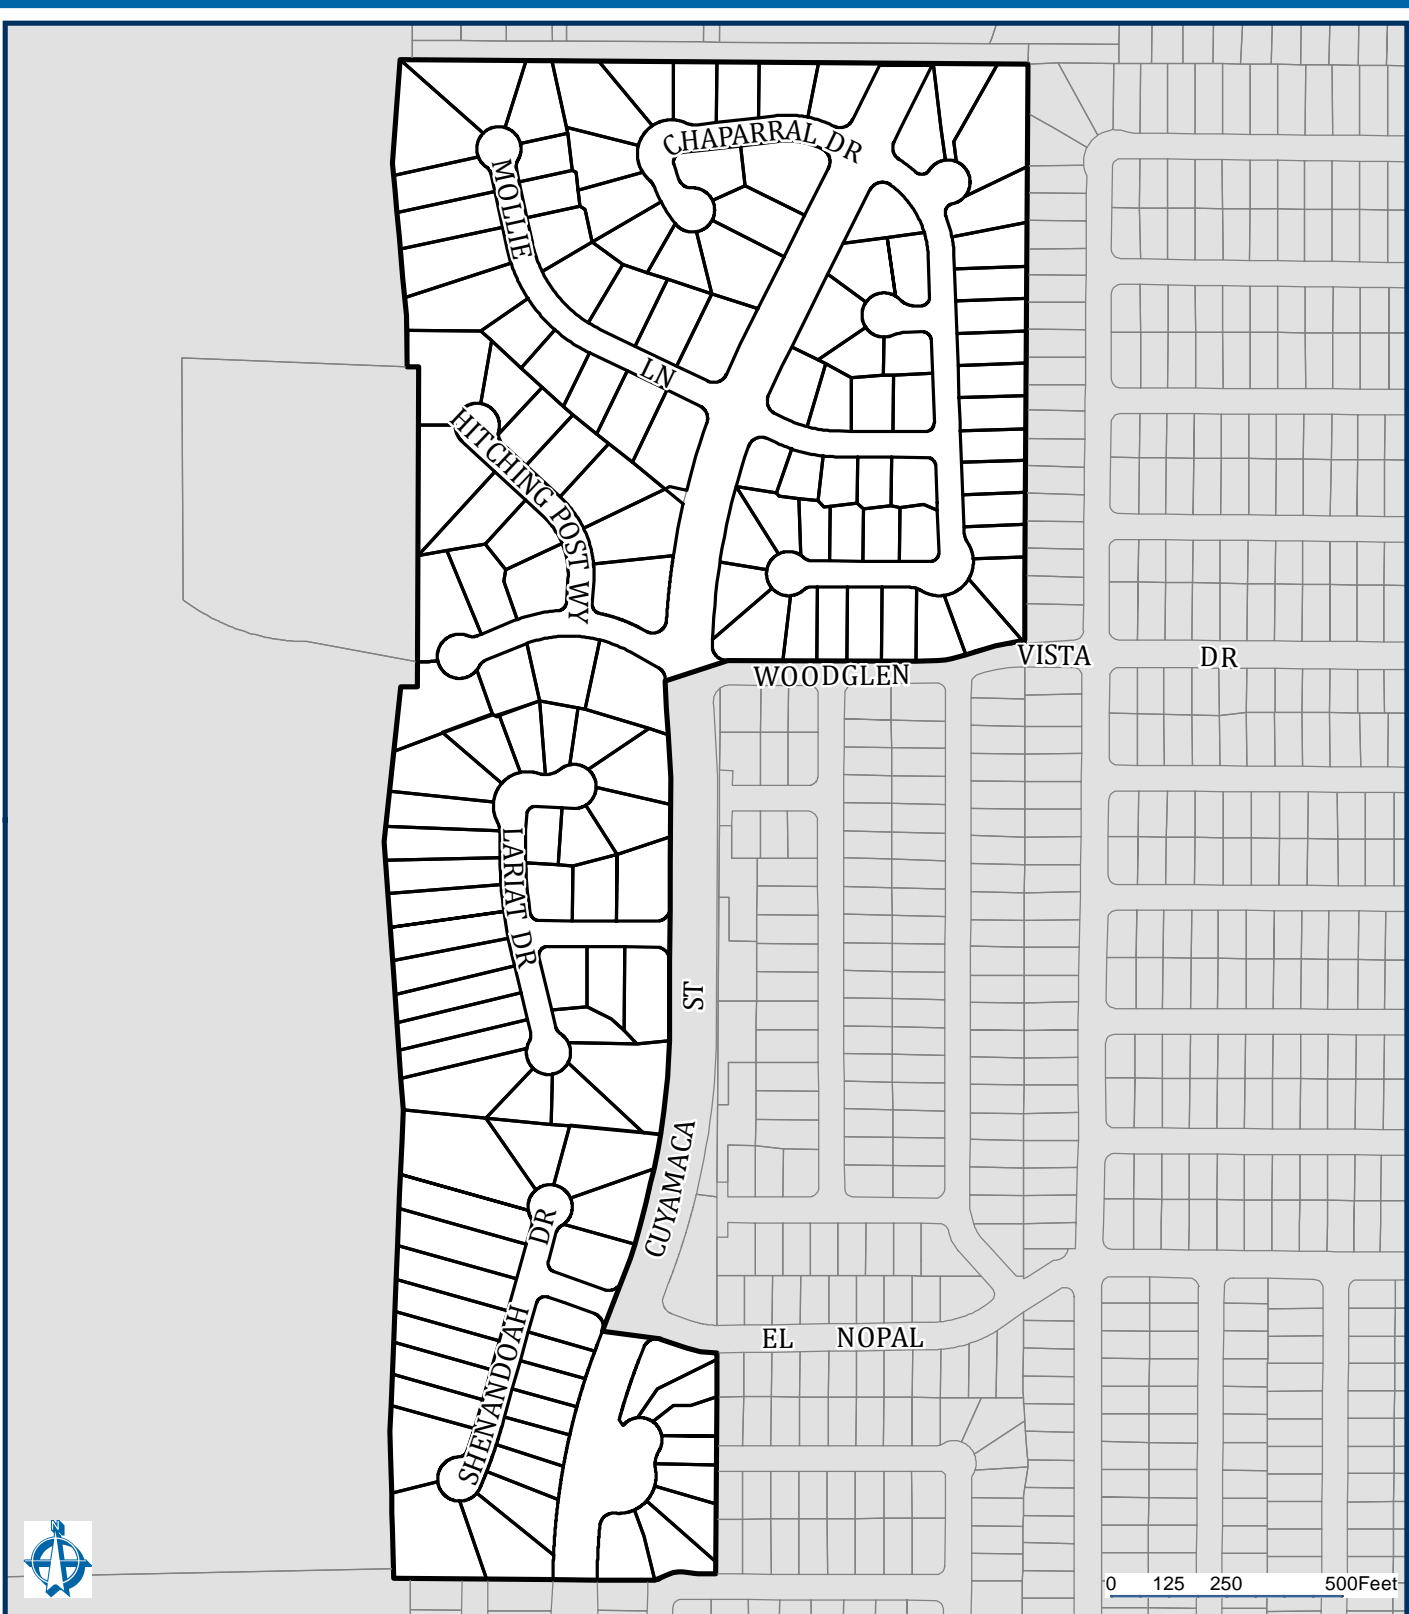 CHAPARRAL DR
MOLLIE
LN
HITCHING POST WY
WOODGLEN VISTA DR
LARIAT DR
ST
CUYAMACA
DR
SHENANDOAH
EL NOPAL
N
0 125 250 500Feet